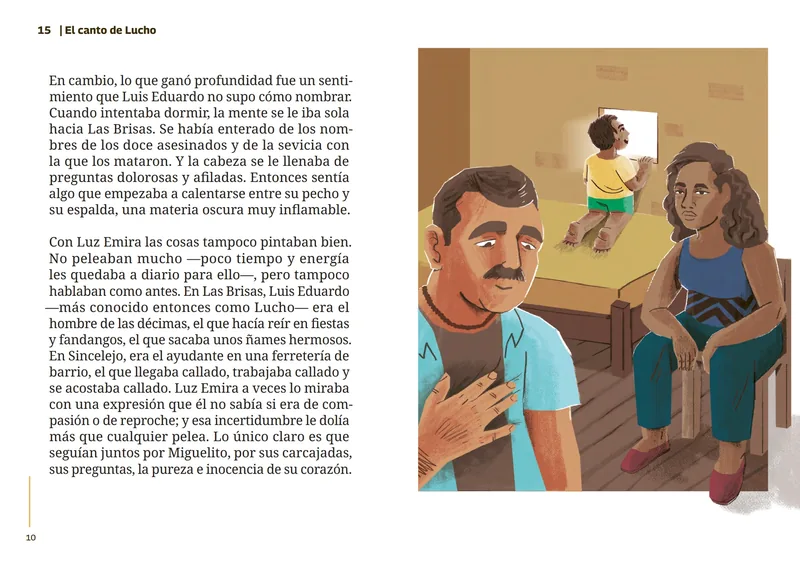 15 | El canto de Lucho
En cambio, lo que ganó profundidad fue un senti-
miento que Luis Eduardo no supo cómo nombrar.
Cuando intentaba dormir, la mente se le iba sola
hacia Las Brisas. Se había enterado de los nom-
bres de los doce asesinados y de la sevicia con
la que los mataron. Y la cabeza se le llenaba de
preguntas dolorosas y afiladas. Entonces sentía
algo que empezaba a calentarse entre su pecho y
su espalda, una materia oscura muy inflamable.
Con Luz Emira las cosas tampoco pintaban bien.
No peleaban mucho —poco tiempo y energía
les quedaba a diario para ello—, pero tampoco
hablaban como antes. En Las Brisas, Luis Eduardo
—más conocido entonces como Lucho— era el
hombre de las décimas, el que hacía reír en fiestas
y fandangos, el que sacaba unos ñames hermosos.
En Sincelejo, era el ayudante en una ferretería de
barrio, el que llegaba callado, trabajaba callado y
se acostaba callado. Luz Emira a veces lo miraba
con una expresión que él no sabía si era de com-
pasión o de reproche; y esa incertidumbre le dolía
más que cualquier pelea. Lo único claro es que
seguían juntos por Miguelito, por sus carcajadas,
sus preguntas, la pureza e inocencia de su corazón.
10